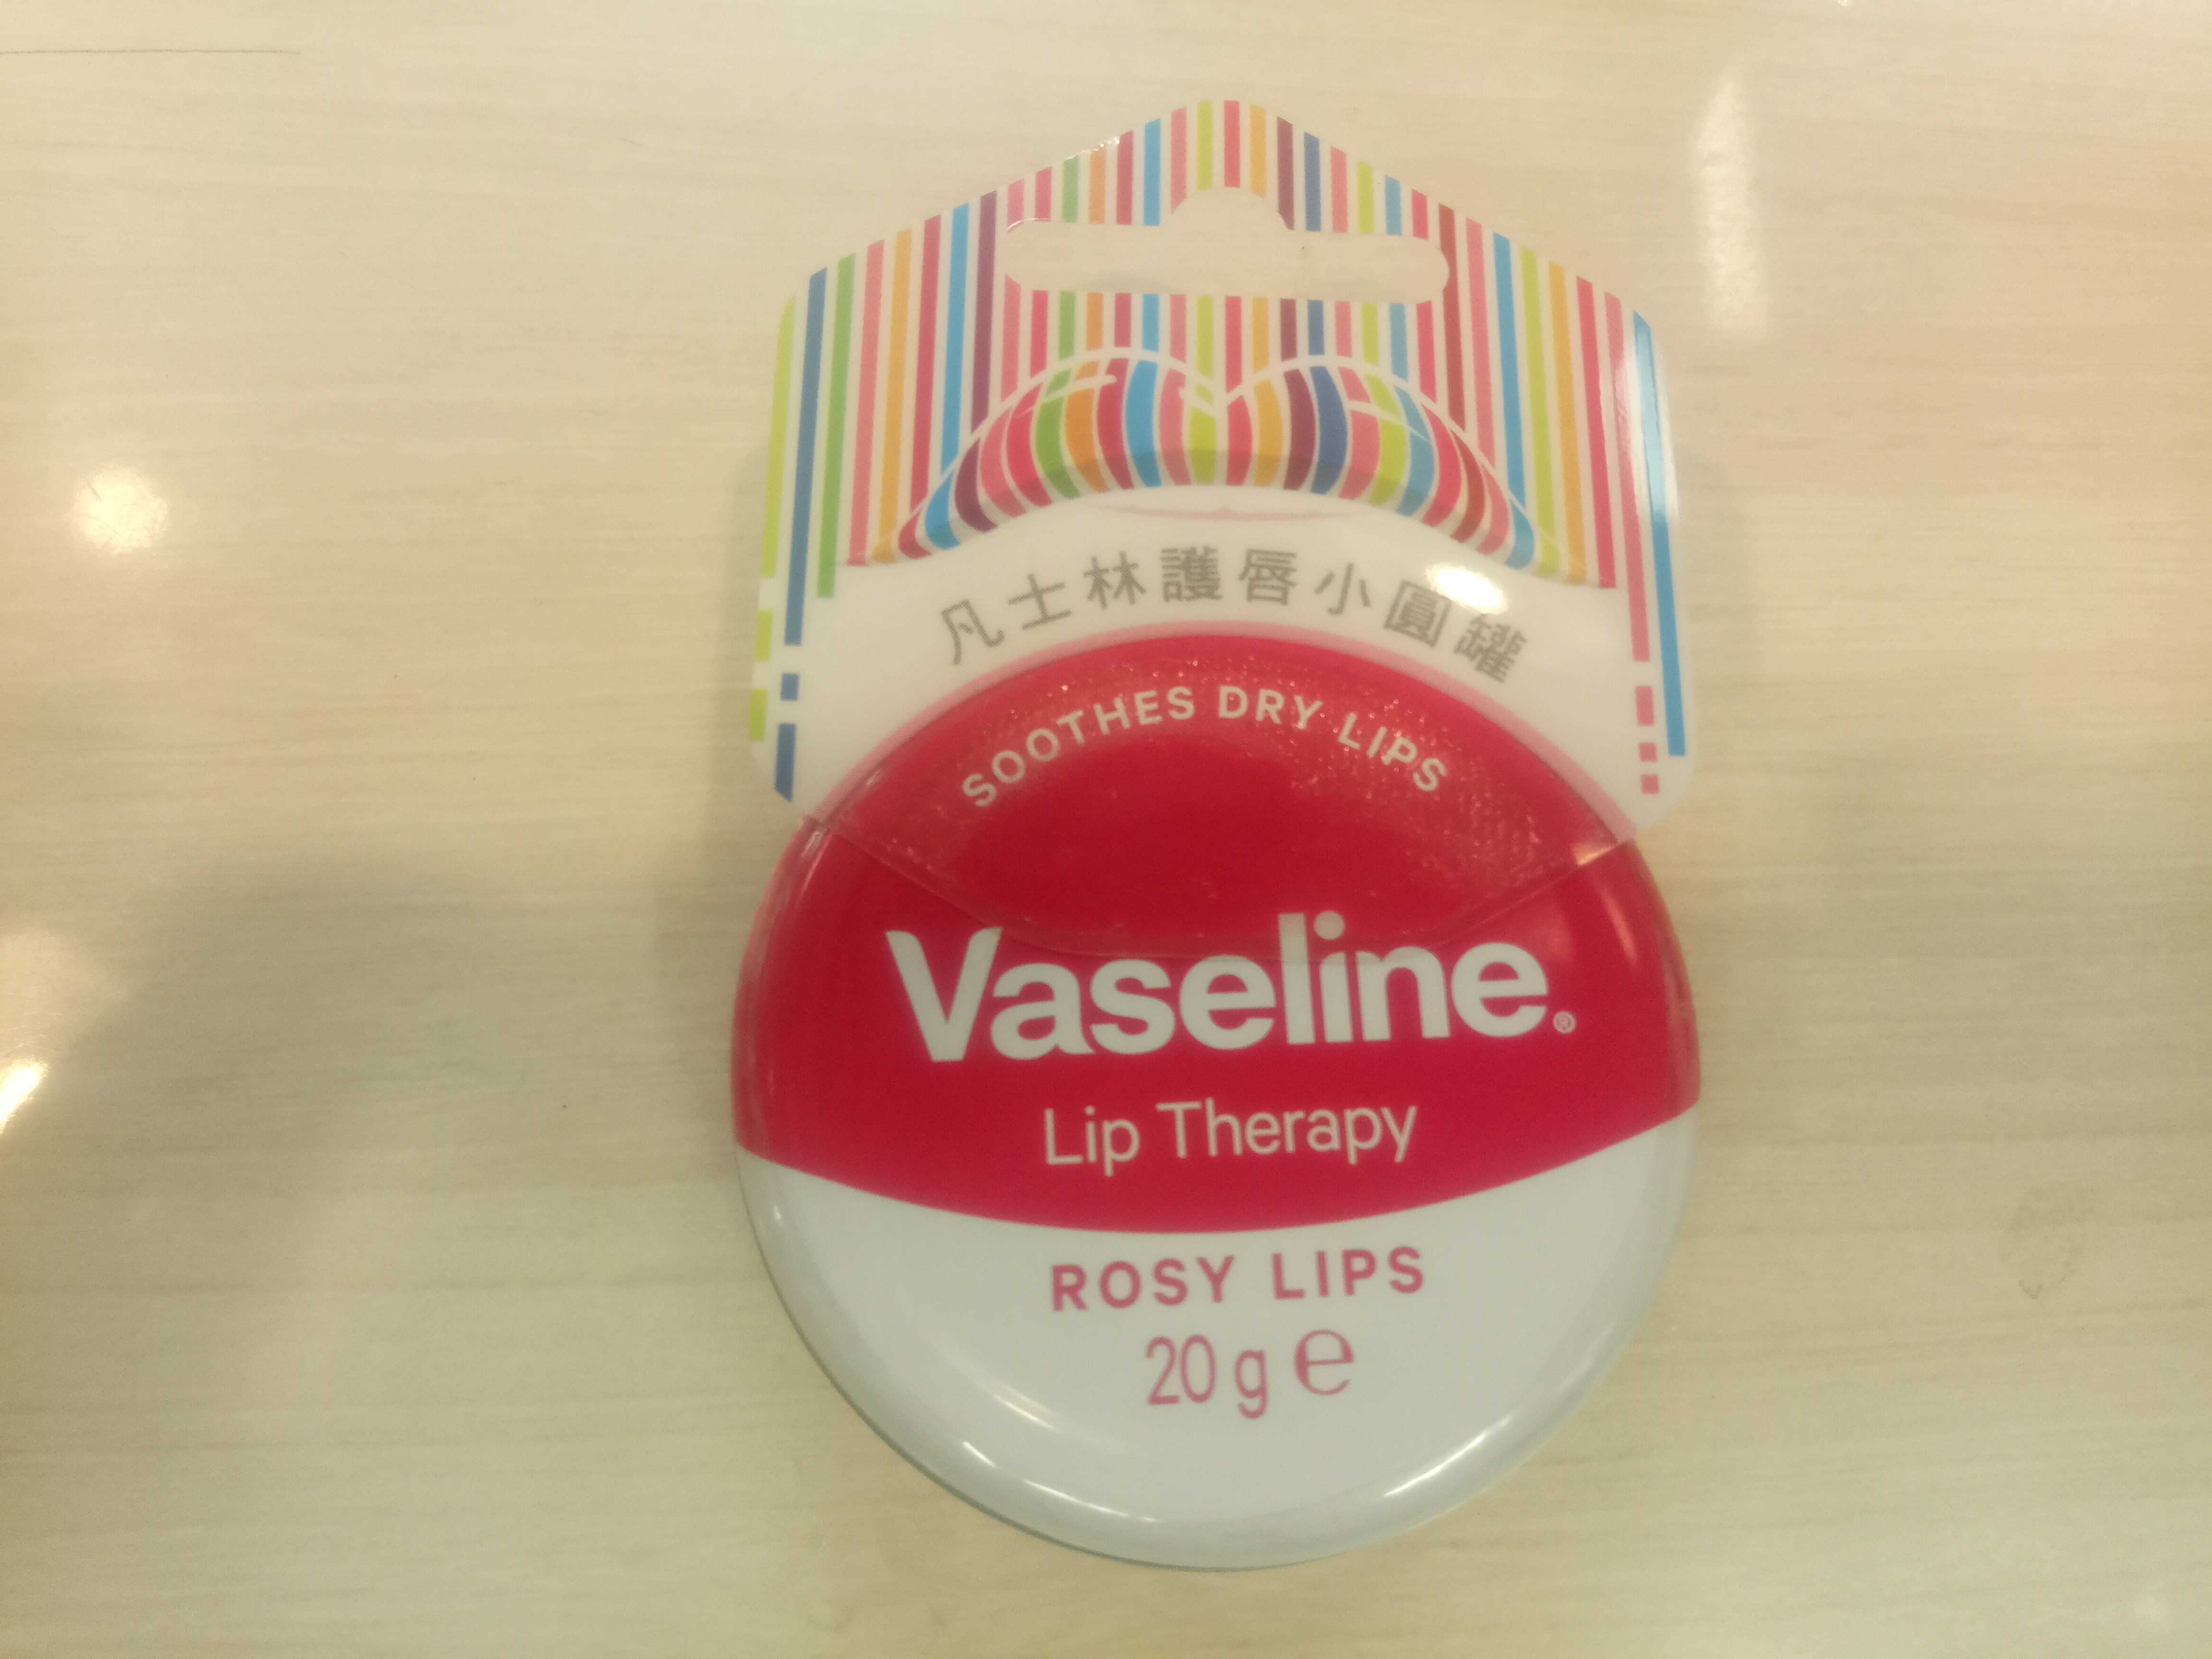 凡士林護唇小圓罐
SOOTHES DRY LIPS
Vaseline®
Lip Therapy
ROSY LIPS
20 g ℮